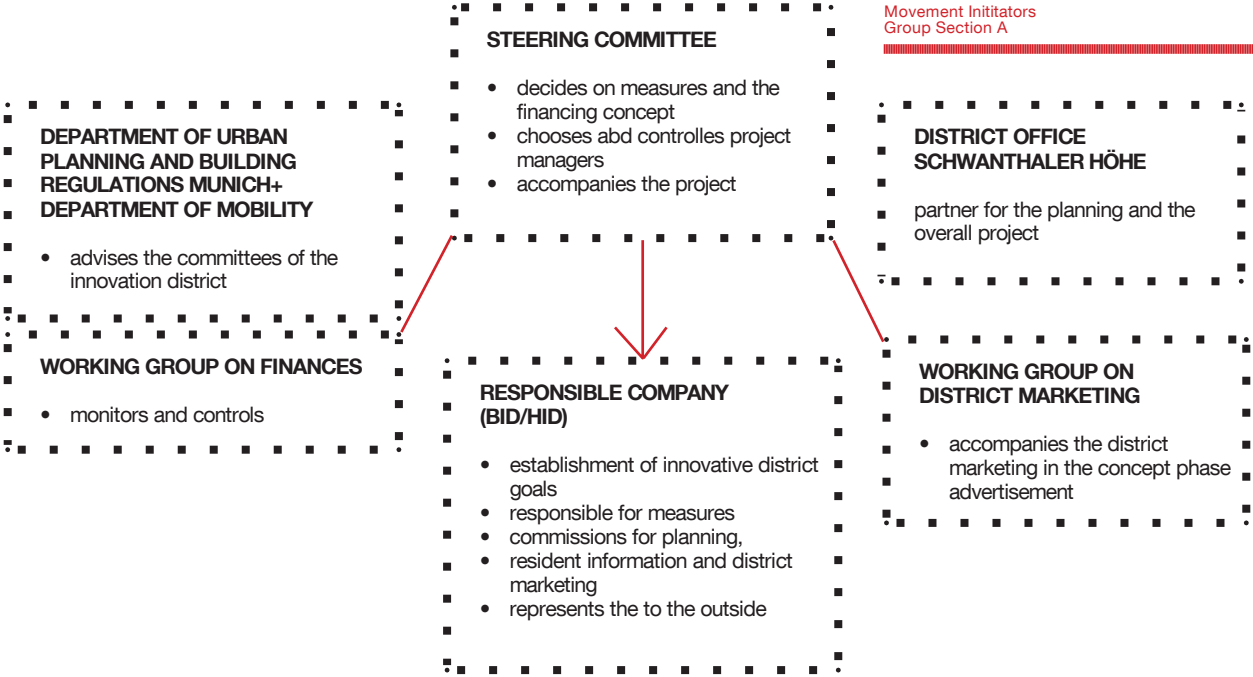 Movement Inititators
Group Section A
STEERING COMMITTEE
• decides on measures and the
financing concept
• chooses abd controlles project
managers
• accompanies the project
DEPARTMENT OF URBAN
PLANNING AND BUILDING
REGULATIONS MUNICH+
DEPARTMENT OF MOBILITY
• advises the committees of the
innovation district
DISTRICT OFFICE
SCHWANTHALER HÖHE
partner for the planning and the
overall project
WORKING GROUP ON FINANCES
• monitors and controls
RESPONSIBLE COMPANY
(BID/HID)
• establishment of innovative district
goals
• responsible for measures
• commissions for planning,
• resident information and district
marketing
• represents the to the outside
WORKING GROUP ON
DISTRICT MARKETING
• accompanies the district
marketing in the concept phase
advertisement